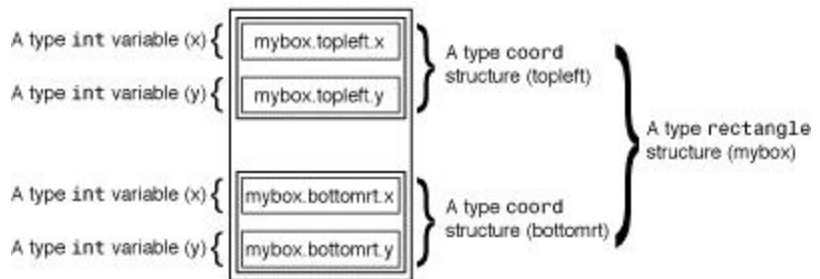 A type int variable (x) {
mybox.topleft.x
A type int variable (y) {
mybox.topleft.y
} A type coord
structure (topleft)
A type int variable (x) {
mybox.bottomrt.x
A type int variable (y) {
mybox.bottomrt.y
} A type coord
structure (bottomrt)
} A type rectangle
structure (mybox)